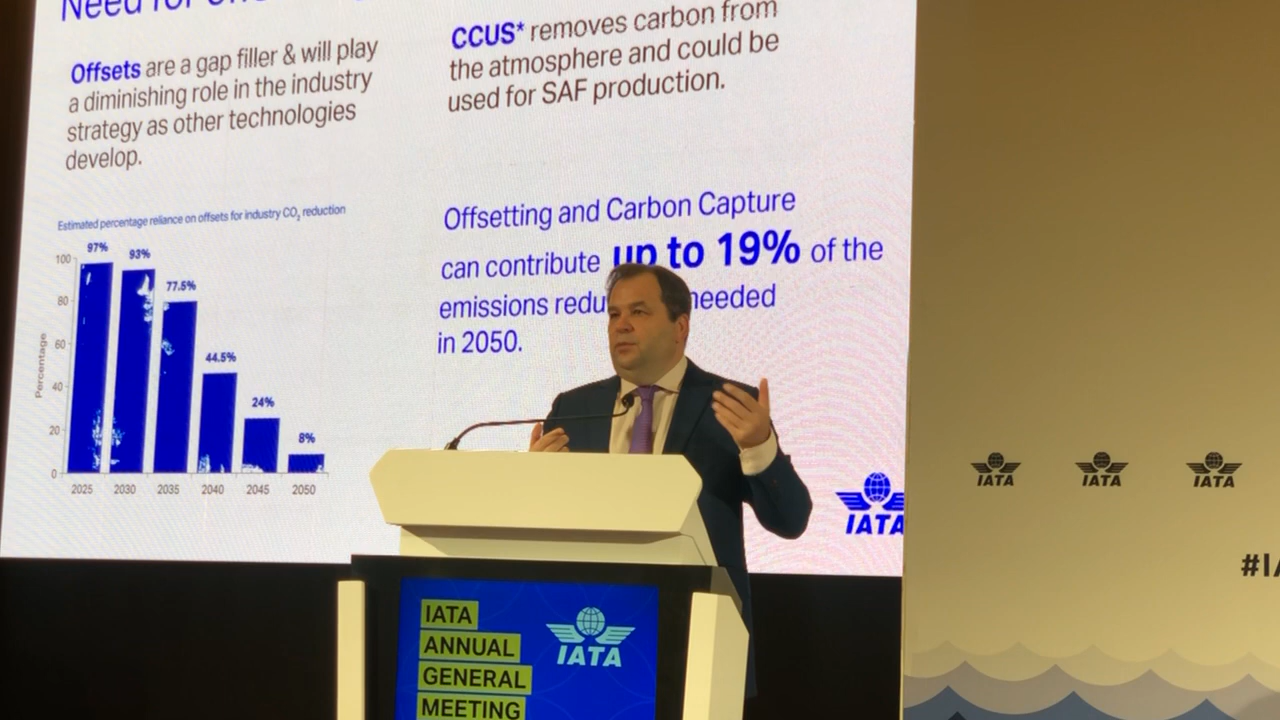 Need for
Offsets are a gap filler & will play
a diminishing role in the industry
strategy as other technologies
develop.
Estimated percentage reliance on offsets for industry CO₂ reduction
Percentage
100
80
60
40
20
0
97%
93%
77.5%
44.5%
24%
8%
2025
2030
2035
2040
2045
2050
CCUS* removes carbon from
the atmosphere and could be
used for SAF production.
Offsetting and Carbon Capture
can contribute up to 19% of the
emissions redu needed
in 2050.
IATA
IATA
IATA
IATA
#IA
IATA
ANNUAL
GENERAL
MEETING
IATA